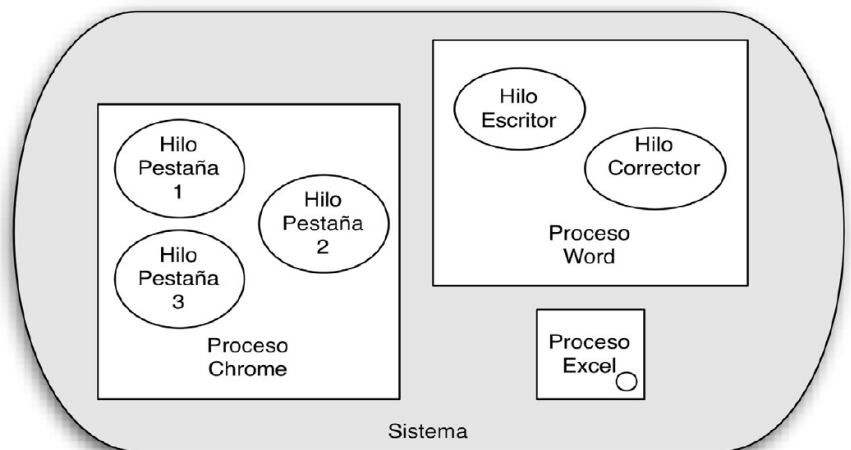 Hilo
Pestaña
1
Hilo
Pestaña
2
Hilo
Pestaña
3
Proceso
Chrome
Hilo
Escritor
Hilo
Corrector
Proceso
Word
Proceso
Excel
Sistema